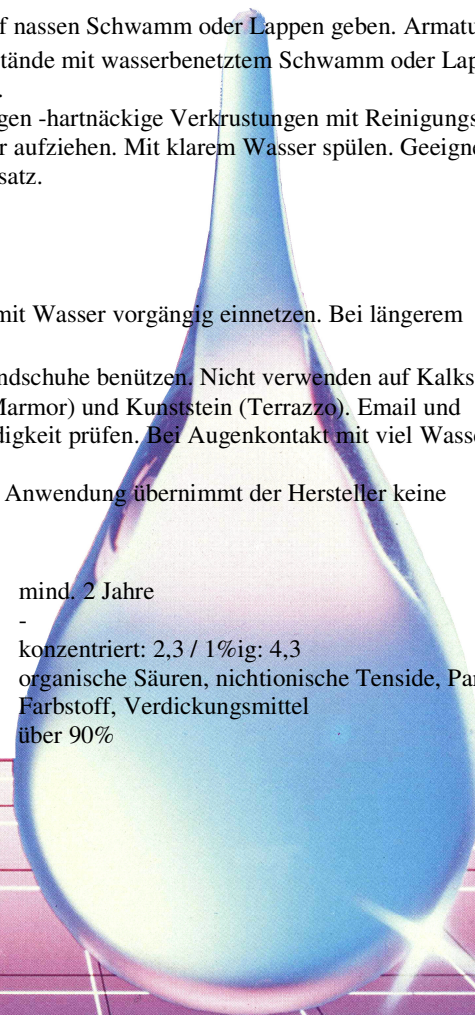 f nassen Schwamm oder Lappen geben. Armatu
tände mit wasserbenetztem Schwamm oder Lap
.
gen -hartnäckige Verkrustungen mit Reinigungs
r aufziehen. Mit klarem Wasser spülen. Geeign
satz.
mit Wasser vorgängig einnetzen. Bei längerem
ndschuhe benützen. Nicht verwenden auf Kalks
Marmor) und Kunststein (Terrazzo). Email und
digkeit prüfen. Bei Augenkontakt mit viel Wass
Anwendung übernimmt der Hersteller keine
mind. 2 Jahre
-
konzentriert: 2,3 / 1%ig: 4,3
organische Säuren, nichtionische Tenside, Par
Farbstoff, Verdickungsmittel
über 90%